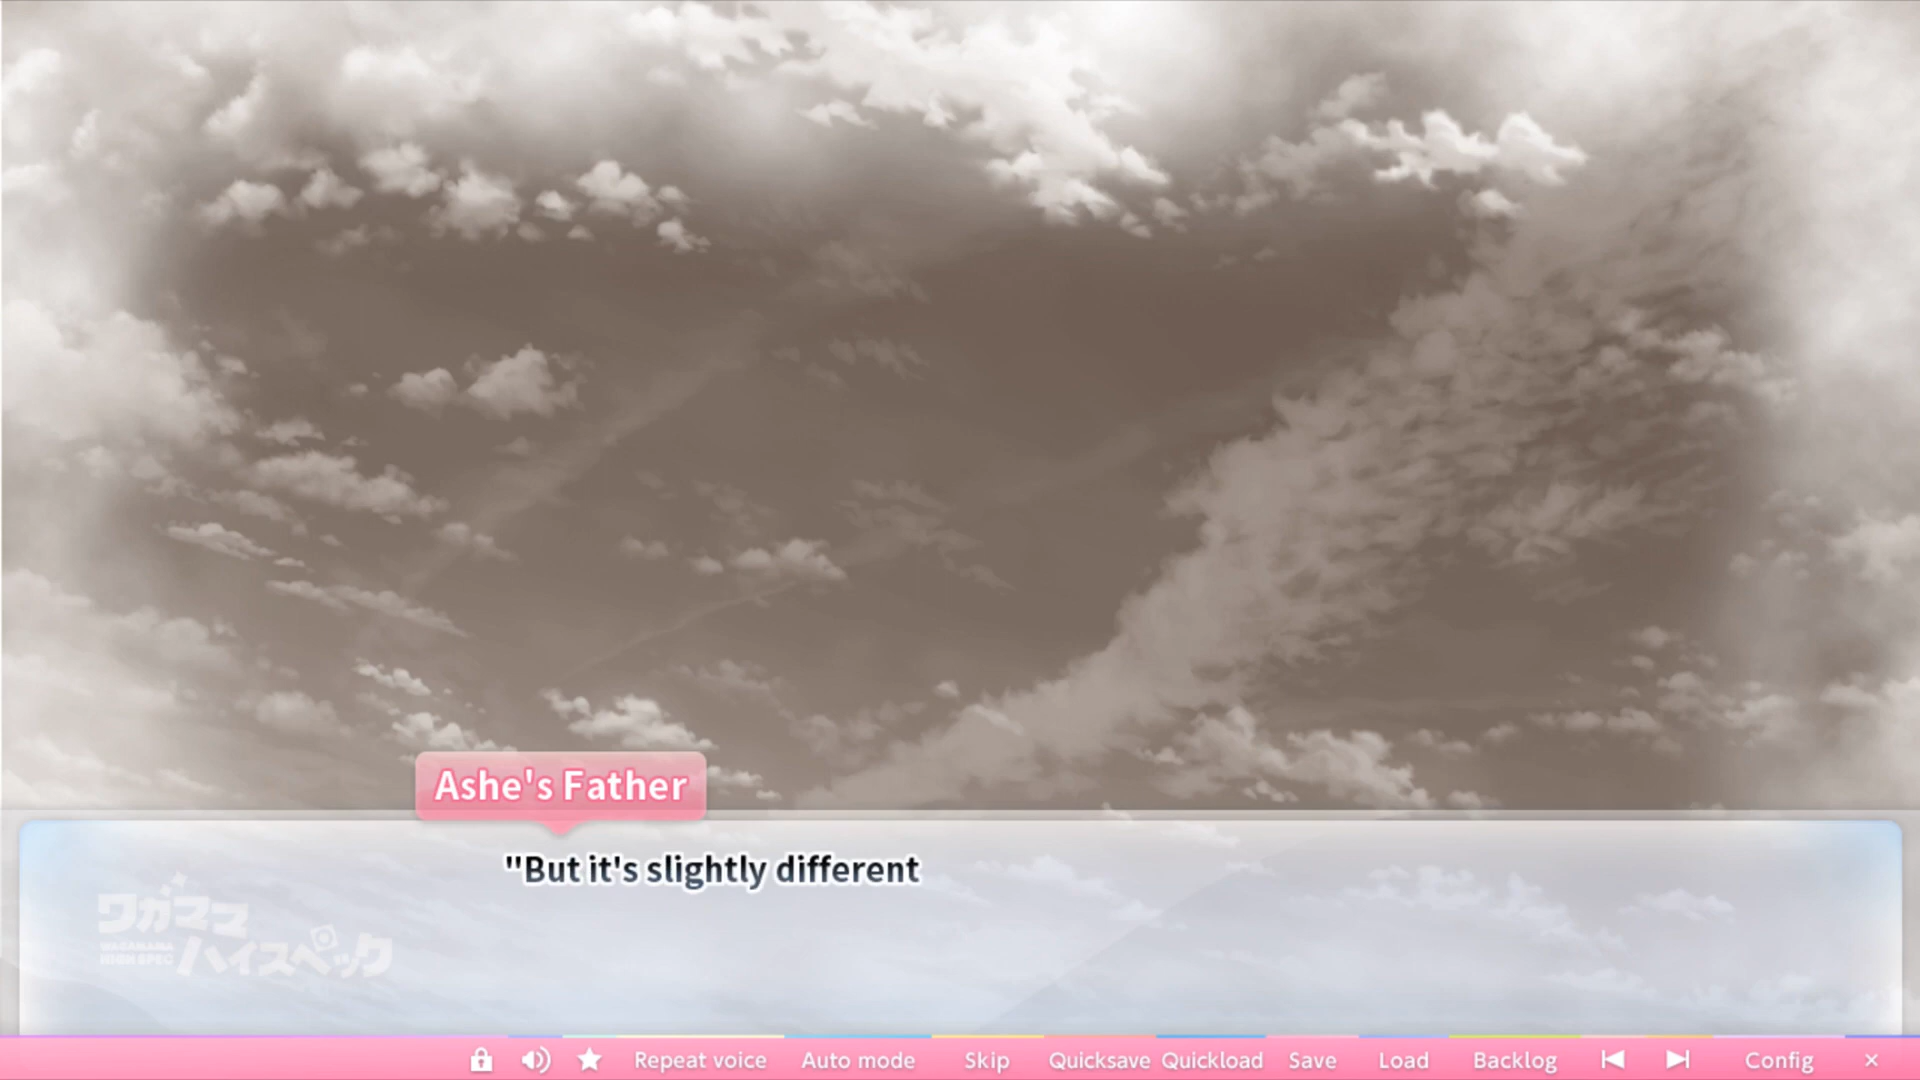 Ashe's Father
"But it's slightly different
ワガママ
WAGAMAMA
HIGH SPEC
ハイスペック
Repeat voice
Auto mode
Skip
Quicksave
Quickload
Save
Load
Backlog
Config